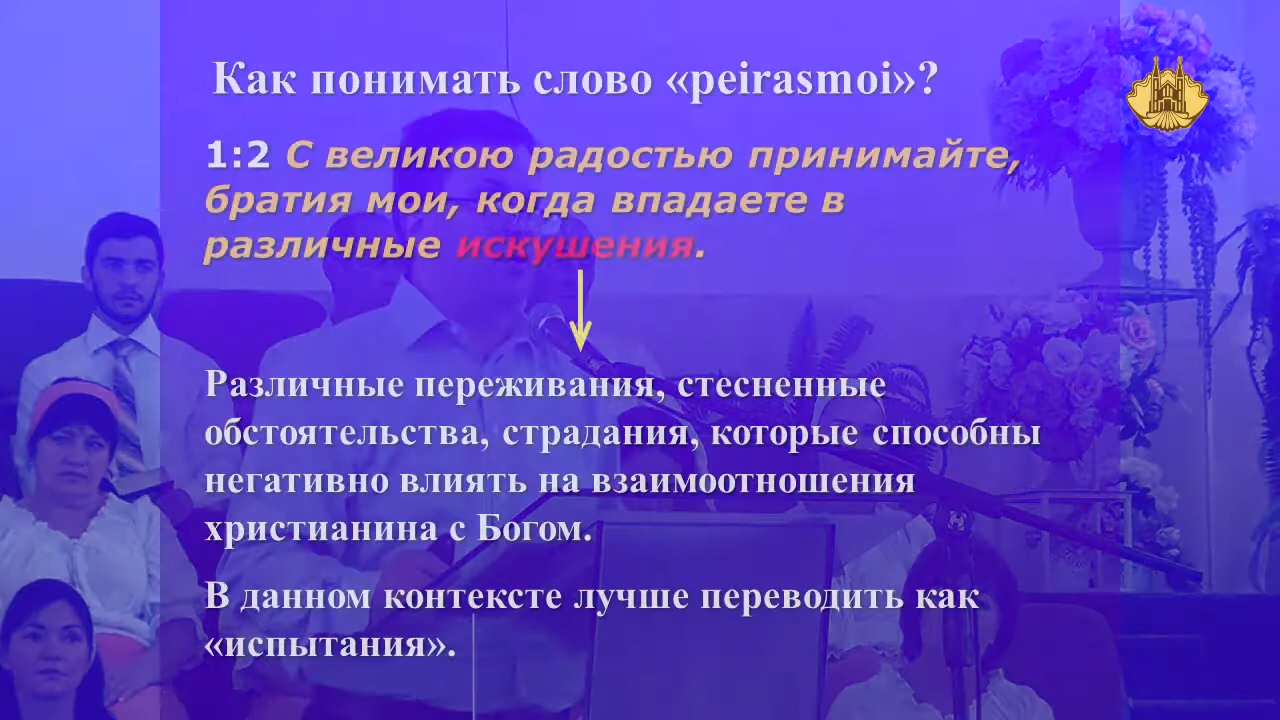 Как понимать слово «peirasmoi»?
1:2 С великою радостью принимайте,
братия мои, когда впадаете в
различные искушения.
Различные переживания, стесненные
обстоятельства, страдания, которые способны
негативно влиять на взаимоотношения
христианина с Богом.
В данном контексте лучше переводить как
«испытания».